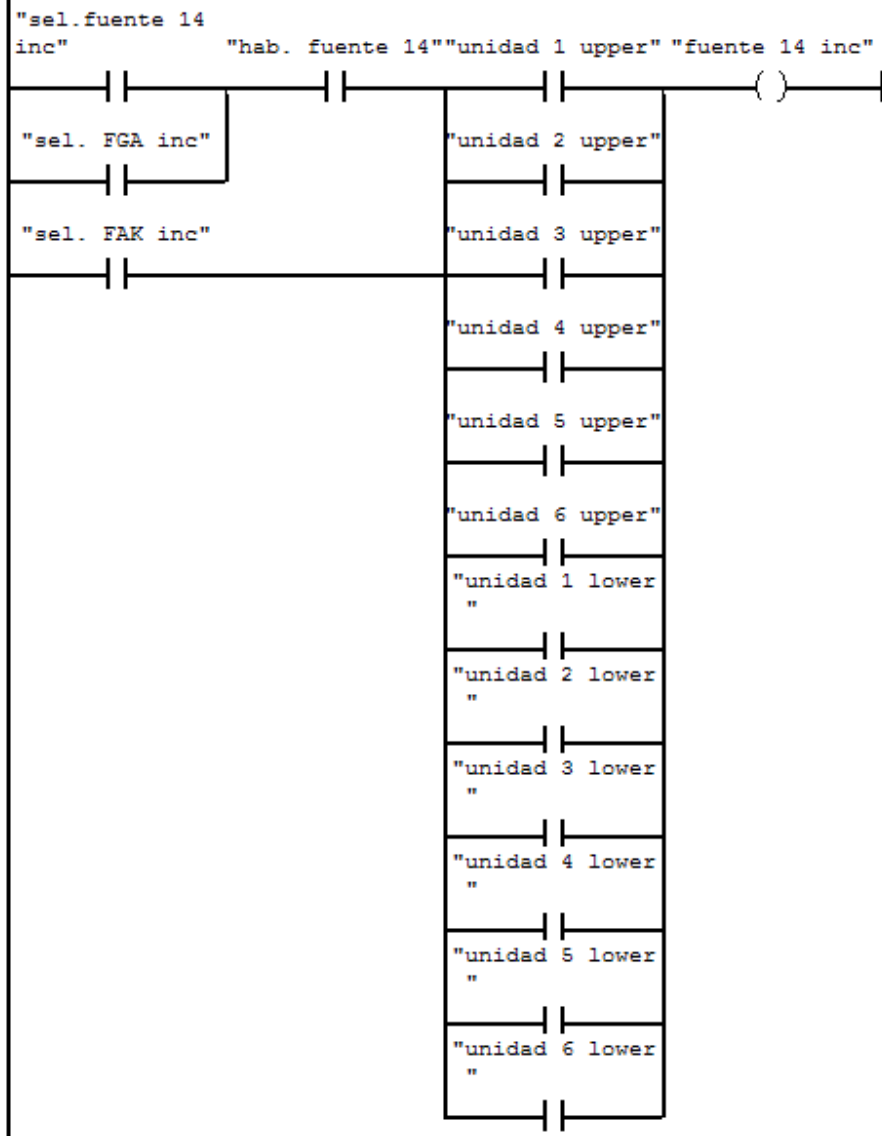 "sel.fuente 14
inc"
"hab. fuente 14"
"unidad 1 upper"
"fuente 14 inc"
"sel. FGA inc"
"unidad 2 upper"
"sel. FAK inc"
"unidad 3 upper"
"unidad 4 upper"
"unidad 5 upper"
"unidad 6 upper"
"unidad 1 lower
"
"unidad 2 lower
"
"unidad 3 lower
"
"unidad 4 lower
"
"unidad 5 lower
"
"unidad 6 lower
"